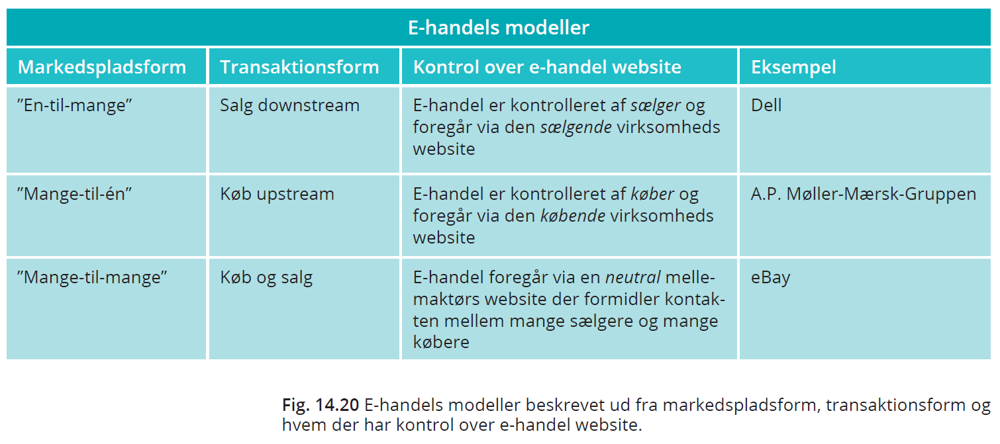 E-handels modeller
Markedspladsform Transaktionsform Kontrol over e-handel website Eksempel
”En-til-mange” Salg downstream E-handel er kontrolleret af sælger og Dell
foregår via den sælgende virksomheds
website
”Mange-til-én” Køb upstream E-handel er kontrolleret af køber og A.P. Møller-Mærsk-Gruppen
foregår via den købende virksomheds
website
”Mange-til-mange” Køb og salg E-handel foregår via en neutral melle- eBay
maktørs website der formidler kontak-
ten mellem mange sælgere og mange
købere
Fig. 14.20 E-handels modeller beskrevet ud fra markedspladsform, transaktionsform og
hvem der har kontrol over e-handel website.